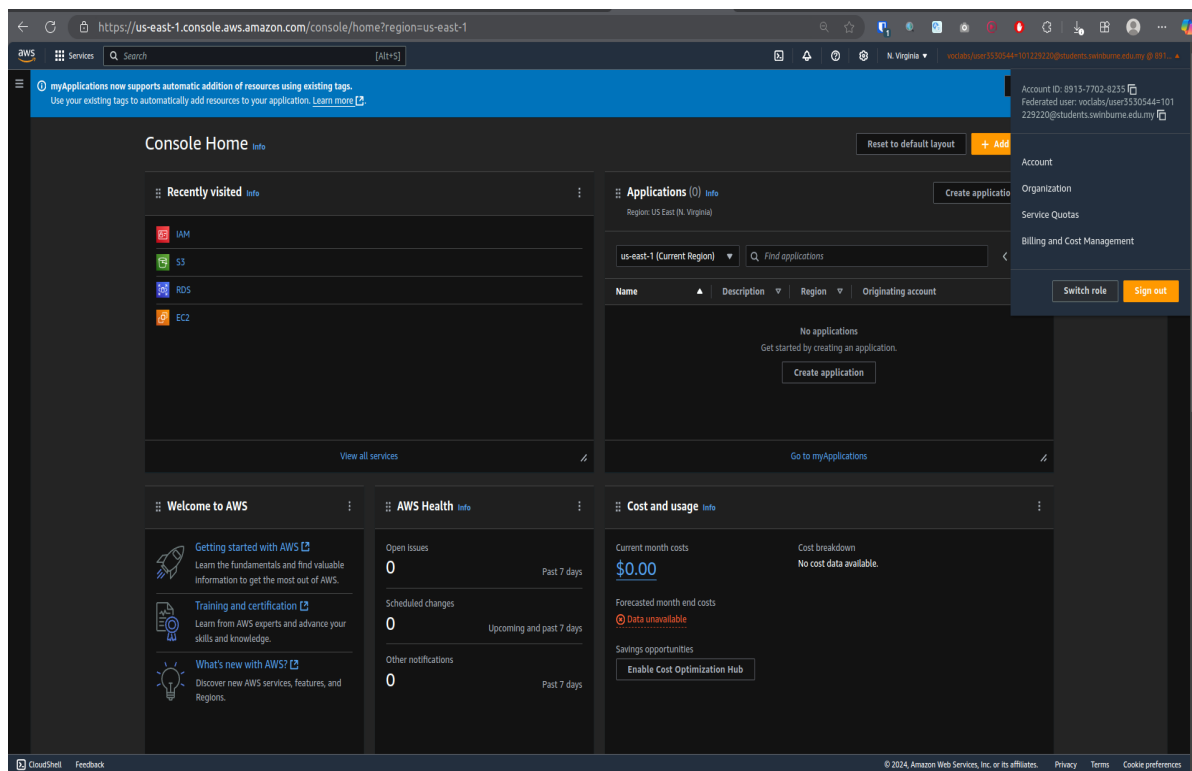 https://us-east-1.console.aws.amazon.com/console/home?region=us-east-1
aws Services Search [Alt+S] N. Virginia voclabs/user3530544=101229220@students.swinburne.edu.my @ 891...
myApplications now supports automatic addition of resources using existing tags.
Use your existing tags to automatically add resources to your application. Learn more.
Account ID: 8913-7702-8235
Federated user: voclabs/user3530544=101
229220@students.swinburne.edu.my
Account
Organization
Service Quotas
Billing and Cost Management
Switch role Sign out
Console Home Info
Reset to default layout + Add
Recently visited Info
IAM
S3
RDS
EC2
View all services
Applications (0) Info
Region: US East (N. Virginia)
Create applicatio
us-east-1 (Current Region) Find applications
Name Description Region Originating account
No applications
Get started by creating an application.
Create application
Go to myApplications
Welcome to AWS
Getting started with AWS
Learn the fundamentals and find valuable
information to get the most out of AWS.
Training and certification
Learn from AWS experts and advance your
skills and knowledge.
What's new with AWS?
Discover new AWS services, features, and
Regions.
AWS Health Info
Open issues
0 Past 7 days
Scheduled changes
0 Upcoming and past 7 days
Other notifications
0 Past 7 days
Cost and usage Info
Current month costs
$0.00
Cost breakdown
No cost data available.
Forecasted month end costs
Data unavailable
Savings opportunities
Enable Cost Optimization Hub
CloudShell Feedback © 2024, Amazon Web Services, Inc. or its affiliates. Privacy Terms Cookie preferences